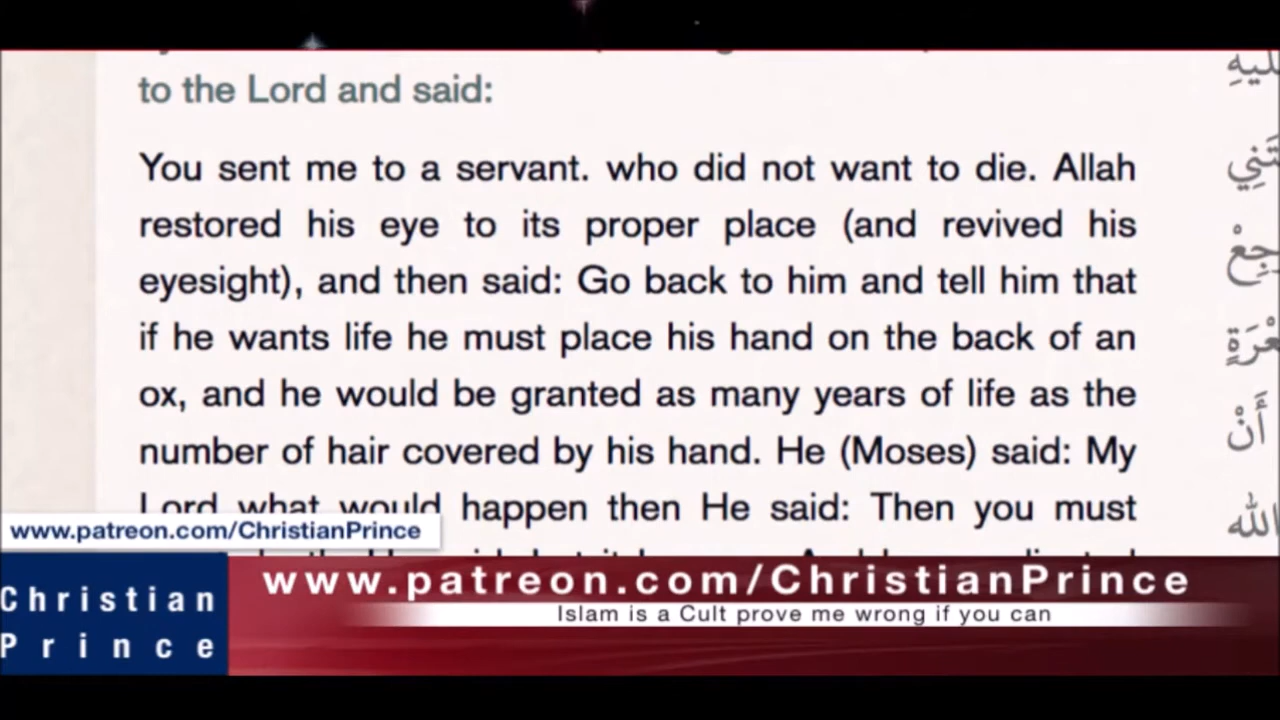 to the Lord and said:
You sent me to a servant. who did not want to die. Allah
restored his eye to its proper place (and revived his
eyesight), and then said: Go back to him and tell him that
if he wants life he must place his hand on the back of an
ox, and he would be granted as many years of life as the
number of hair covered by his hand. He (Moses) said: My
Lord what would happen then He said: Then you must
www.patreon.com/ChristianPrince
www.patreon.com/ChristianPrince
Islam is a Cult prove me wrong if you can
Christian
Prince
أَنْ
الله